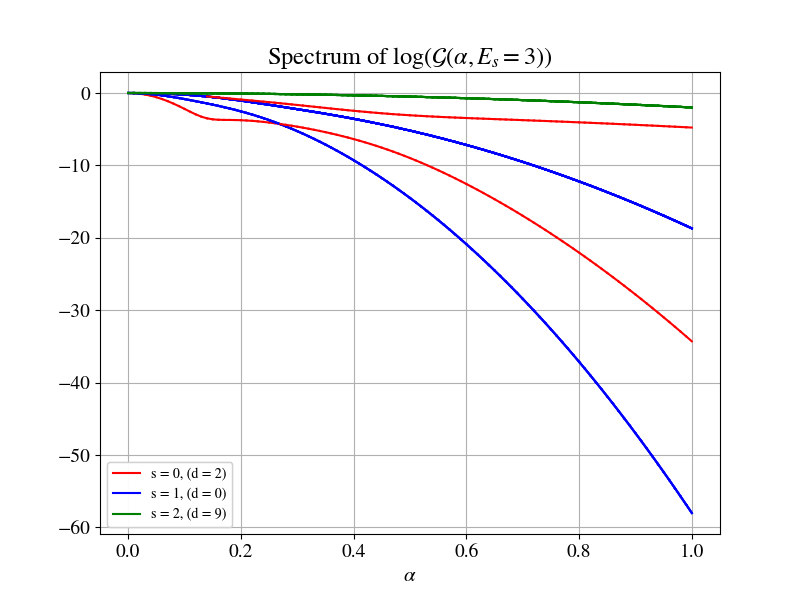 Spectrum of log(𝒢(α, E_s = 3))
0
−10
−20
−30
−40
−50
−60
s = 0, (d = 2)
s = 1, (d = 0)
s = 2, (d = 9)
0.0 0.2 0.4 0.6 0.8 1.0
α